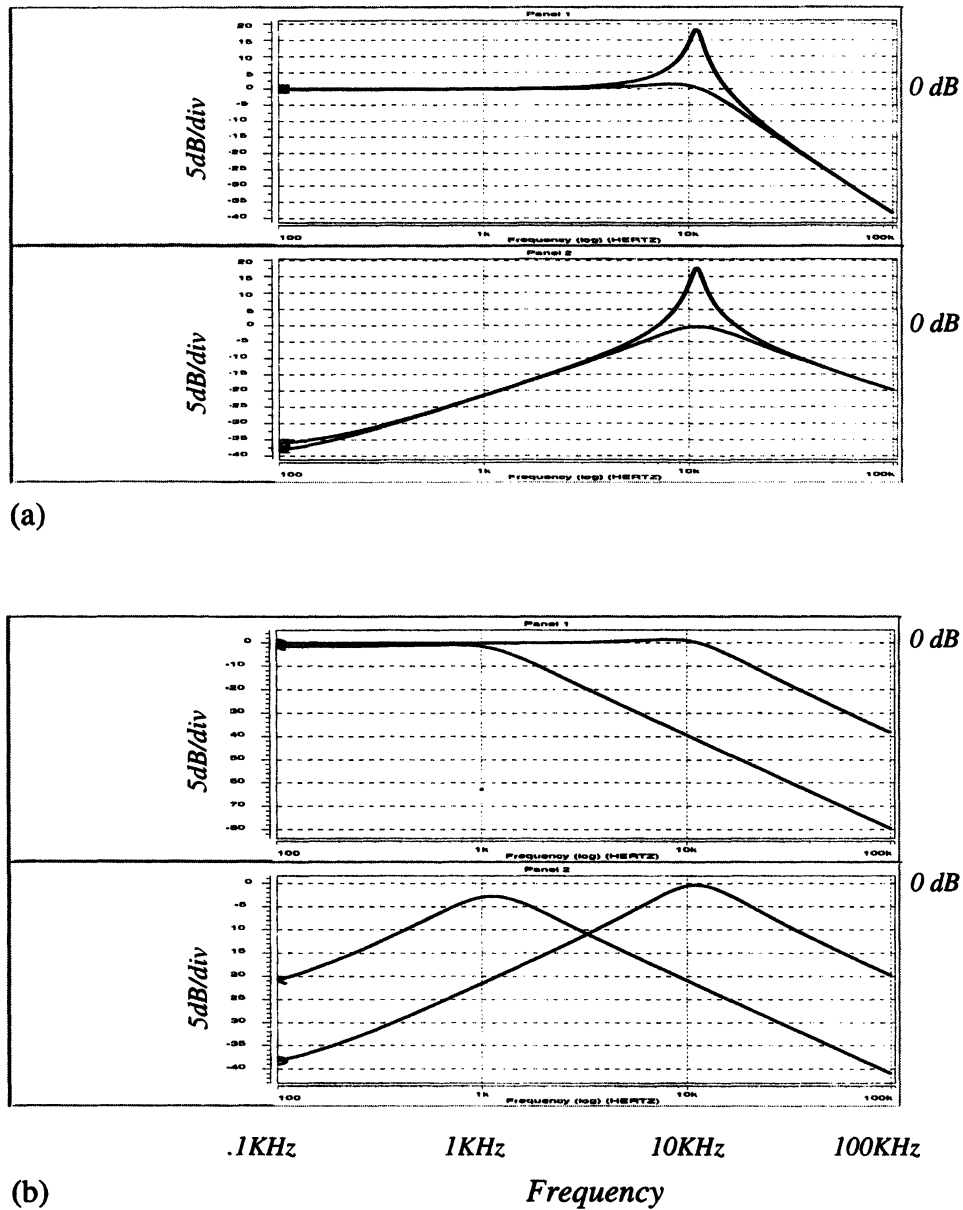 Panel 1
20
15
10
5
0
-5
-10
-15
-20
-25
-30
-35
-40
5dB/div
0 dB
100 1k 10k 100k
Frequency (log) (HERTZ)
Panel 2
20
15
10
5
0
-5
-10
-15
-20
-25
-30
-35
-40
5dB/div
0 dB
100 1k 10k 100k
Frequency (log) (HERTZ)
(a)
Panel 1
0
-10
-20
30
40
50
60
70
-80
5dB/div
0 dB
100 1k 10k 100k
Frequency (log) (HERTZ)
Panel 2
0
-5
10
15
20
25
-30
-35
-40
5dB/div
0 dB
100 1k 10k 100k
Frequency (log) (HERTZ)
.1KHz 1KHz 10KHz 100KHz
(b) Frequency